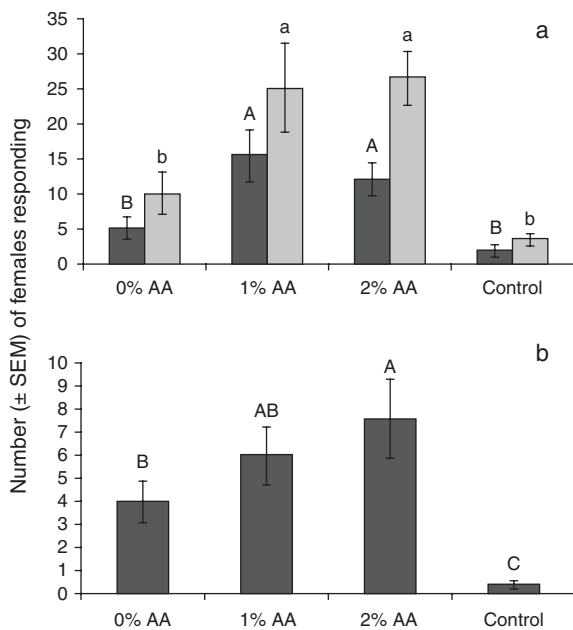 Number (± SEM) of females responding
a
35
30
25
20
15
10
5
0
B
b
A
a
A
a
B
b
0% AA 1% AA 2% AA Control
b
10
9
8
7
6
5
4
3
2
1
0
B
AB
A
C
0% AA 1% AA 2% AA Control